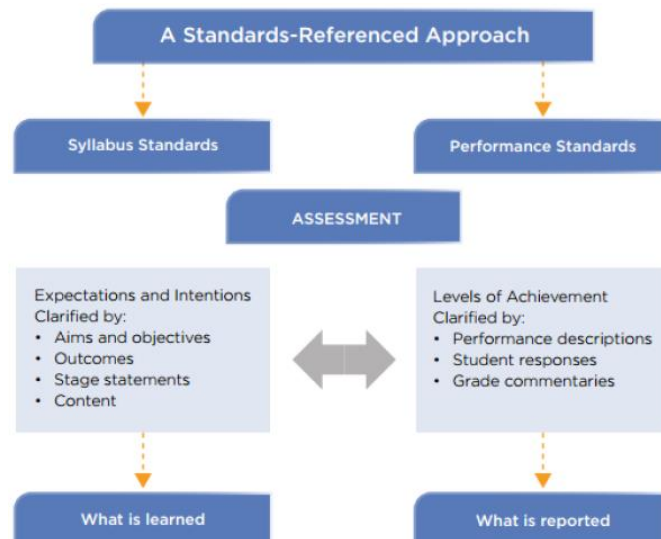 A Standards-Referenced Approach
Syllabus Standards
Performance Standards
ASSESSMENT
Expectations and Intentions
Clarified by:
• Aims and objectives
• Outcomes
• Stage statements
• Content
Levels of Achievement
Clarified by:
• Performance descriptions
• Student responses
• Grade commentaries
What is learned
What is reported